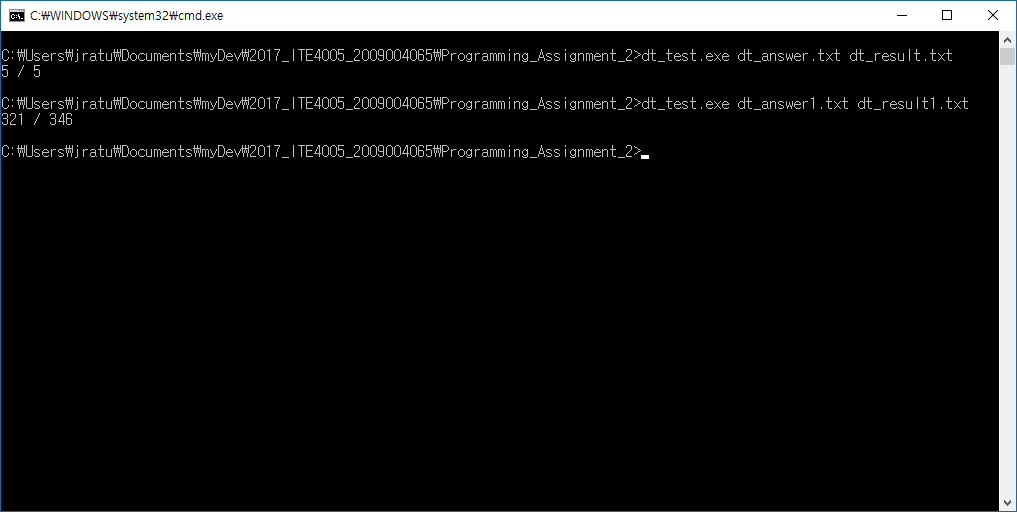 C:₩WINDOWS₩system32₩cmd.exe
C:₩Users₩jratu₩Documents₩myDev₩2017_ITE4005_2009004065₩Programming_Assignment_2>dt_test.exe dt_answer.txt dt_result.txt
5 / 5
C:₩Users₩jratu₩Documents₩myDev₩2017_ITE4005_2009004065₩Programming_Assignment_2>dt_test.exe dt_answer1.txt dt_result1.txt
321 / 346
C:₩Users₩jratu₩Documents₩myDev₩2017_ITE4005_2009004065₩Programming_Assignment_2>